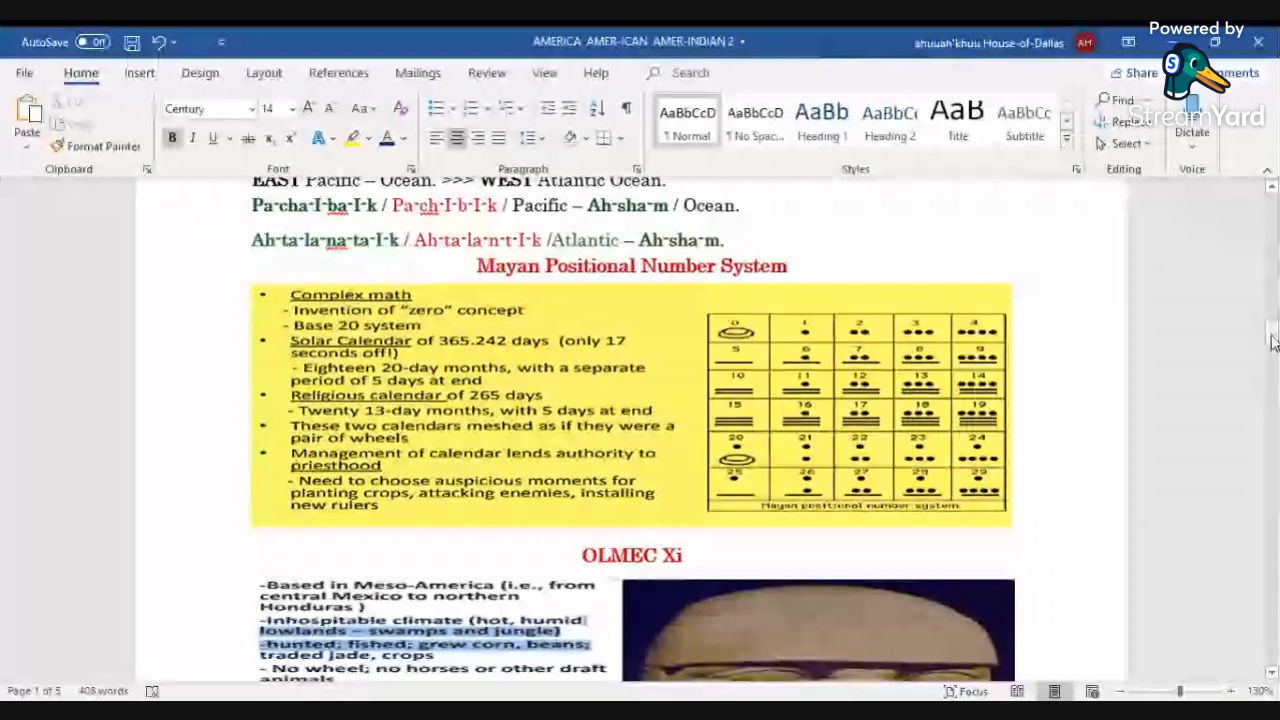 Powered by
StreamYard
AutoSave On
AMERICA AMER-ICAN AMER-INDIAN 2
ahuuah'khuu House-of-Dallas
AH
File Home Insert Design Layout References Mailings Review View Help Search
Share
Comments
Paste
Format Painter
Clipboard
Century 14
Font
Paragraph
AaBbCcD AaBbCcD AaBb AaBbC AaB AaBbCc
Normal No Spac... Heading 1 Heading 2 Title Subtitle
Styles
Find
Replace
Select
Editing
Dictate
Voice
EAST Pacific – Ocean. >>> WEST Atlantic Ocean.
Pa-cha-I-ba-I-k / Pa-ch-I-b-I-k / Pacific – Ah-sha-m / Ocean.
Ah-ta-la-na-ta-I-k / Ah-ta-la-n-t-I-k /Atlantic – Ah-sha-m.
Mayan Positional Number System
• Complex math
- Invention of “zero” concept
- Base 20 system
• Solar Calendar of 365.242 days (only 17
seconds off!)
- Eighteen 20-day months, with a separate
period of 5 days at end
• Religious calendar of 265 days
- Twenty 13-day months, with 5 days at end
• These two calendars meshed as if they were a
pair of wheels
• Management of calendar lends authority to
priesthood
- Need to choose auspicious moments for
planting crops, attacking enemies, installing
new rulers
0 1 2 3 4
5 6 7 8 9
10 11 12 13 14
15 16 17 18 19
20 21 22 23 24
25 26 27 28 29
Mayan positional number system
OLMEC Xi
-Based in Meso-America (i.e., from
central Mexico to northern
Honduras )
-Inhospitable climate (hot, humid
lowlands – swamps and jungle)
-hunted; fished; grew corn, beans;
traded jade, crops
- No wheel; no horses or other draft
animals
Page 1 of 5 408 words
Focus
130%